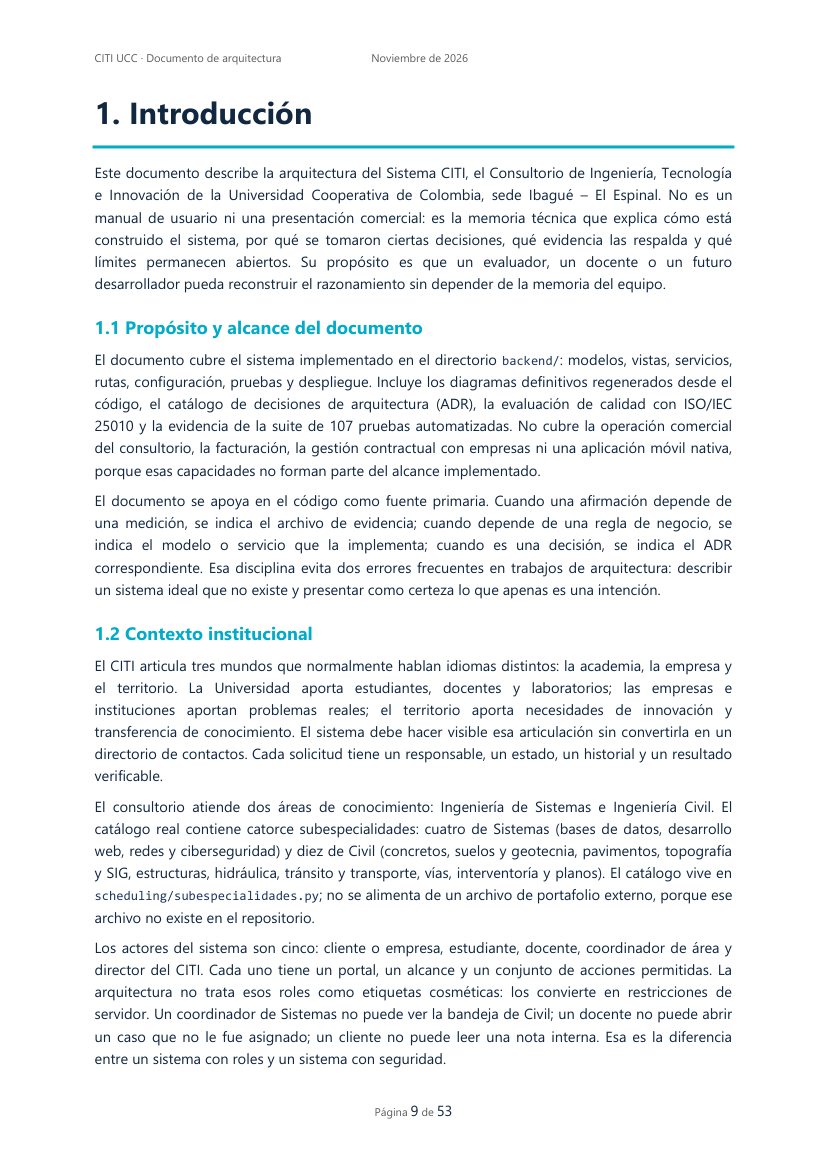 CITI UCC · Documento de arquitectura Noviembre de 2026
1. Introducción
Este documento describe la arquitectura del Sistema CITI, el Consultorio de Ingeniería, Tecnología
e Innovación de la Universidad Cooperativa de Colombia, sede Ibagué – El Espinal. No es un
manual de usuario ni una presentación comercial: es la memoria técnica que explica cómo está
construido el sistema, por qué se tomaron ciertas decisiones, qué evidencia las respalda y qué
límites permanecen abiertos. Su propósito es que un evaluador, un docente o un futuro
desarrollador pueda reconstruir el razonamiento sin depender de la memoria del equipo.
1.1 Propósito y alcance del documento
El documento cubre el sistema implementado en el directorio backend/: modelos, vistas, servicios,
rutas, configuración, pruebas y despliegue. Incluye los diagramas definitivos regenerados desde el
código, el catálogo de decisiones de arquitectura (ADR), la evaluación de calidad con ISO/IEC
25010 y la evidencia de la suite de 107 pruebas automatizadas. No cubre la operación comercial
del consultorio, la facturación, la gestión contractual con empresas ni una aplicación móvil nativa,
porque esas capacidades no forman parte del alcance implementado.
El documento se apoya en el código como fuente primaria. Cuando una afirmación depende de
una medición, se indica el archivo de evidencia; cuando depende de una regla de negocio, se
indica el modelo o servicio que la implementa; cuando es una decisión, se indica el ADR
correspondiente. Esa disciplina evita dos errores frecuentes en trabajos de arquitectura: describir
un sistema ideal que no existe y presentar como certeza lo que apenas es una intención.
1.2 Contexto institucional
El CITI articula tres mundos que normalmente hablan idiomas distintos: la academia, la empresa y
el territorio. La Universidad aporta estudiantes, docentes y laboratorios; las empresas e
instituciones aportan problemas reales; el territorio aporta necesidades de innovación y
transferencia de conocimiento. El sistema debe hacer visible esa articulación sin convertirla en un
directorio de contactos. Cada solicitud tiene un responsable, un estado, un historial y un resultado
verificable.
El consultorio atiende dos áreas de conocimiento: Ingeniería de Sistemas e Ingeniería Civil. El
catálogo real contiene catorce subespecialidades: cuatro de Sistemas (bases de datos, desarrollo
web, redes y ciberseguridad) y diez de Civil (concretos, suelos y geotecnia, pavimentos, topografía
y SIG, estructuras, hidráulica, tránsito y transporte, vías, interventoría y planos). El catálogo vive en
scheduling/subespecialidades.py; no se alimenta de un archivo de portafolio externo, porque ese
archivo no existe en el repositorio.
Los actores del sistema son cinco: cliente o empresa, estudiante, docente, coordinador de área y
director del CITI. Cada uno tiene un portal, un alcance y un conjunto de acciones permitidas. La
arquitectura no trata esos roles como etiquetas cosméticas: los convierte en restricciones de
servidor. Un coordinador de Sistemas no puede ver la bandeja de Civil; un docente no puede abrir
un caso que no le fue asignado; un cliente no puede leer una nota interna. Esa es la diferencia
entre un sistema con roles y un sistema con seguridad.
Página 9 de 53